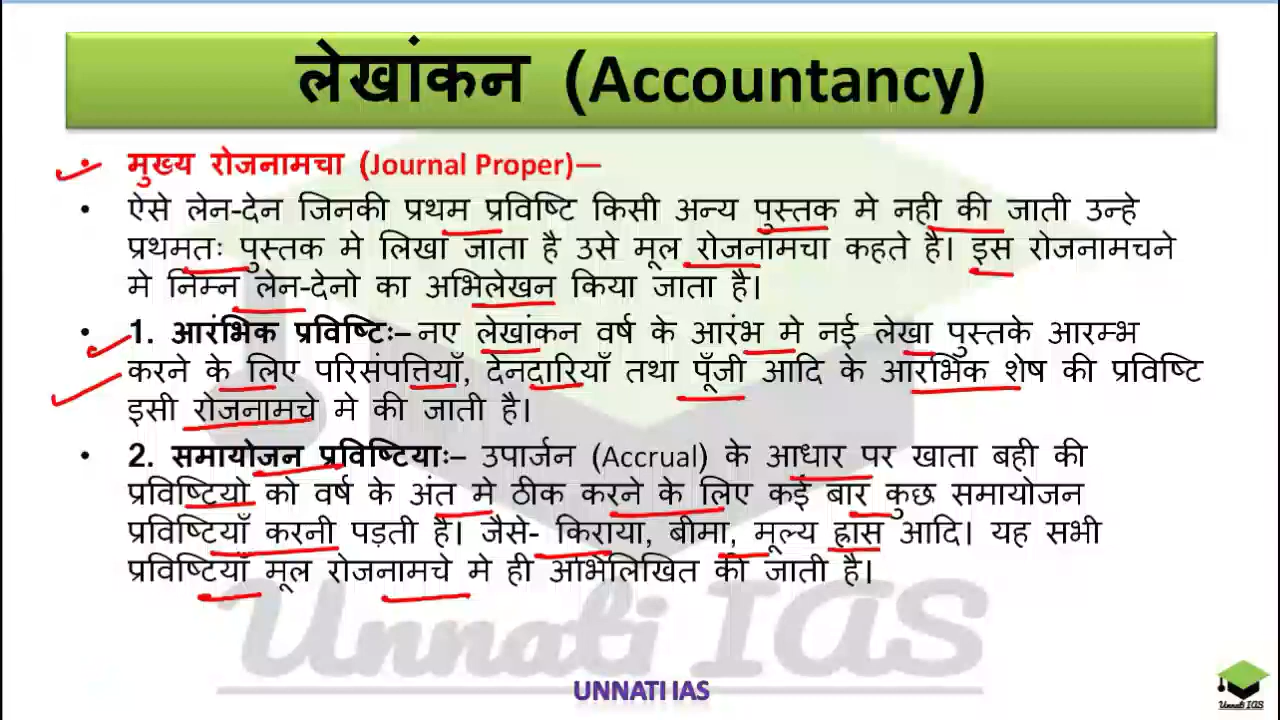 लेखांकन (Accountancy)
• मुख्य रोजनामचा (Journal Proper)—
• ऐसे लेन-देन जिनकी प्रथम प्रविष्टि किसी अन्य पुस्तक मे नही की जाती उन्हे
प्रथमतः पुस्तक मे लिखा जाता है उसे मूल रोजनामचा कहते है। इस रोजनामचने
मे निम्न लेन-देनो का अभिलेखन किया जाता है।
• 1. आरंभिक प्रविष्टिः– नए लेखांकन वर्ष के आरंभ मे नई लेखा पुस्तके आरम्भ
करने के लिए परिसंपत्तियाँ, देनदारियाँ तथा पूँजी आदि के आरंभिक शेष की प्रविष्टि
इसी रोजनामचे मे की जाती है।
• 2. समायोजन प्रविष्टियाः– उपार्जन (Accrual) के आधार पर खाता बही की
प्रविष्टियो को वर्ष के अंत मे ठीक करने के लिए कई बार कुछ समायोजन
प्रविष्टियाँ करनी पड़ती है। जैसे- किराया, बीमा, मूल्य ह्रास आदि। यह सभी
प्रविष्टियाँ मूल रोजनामचे मे ही अभिलिखित की जाती है।
Unnati IAS
UNNATI IAS
Unnati IAS